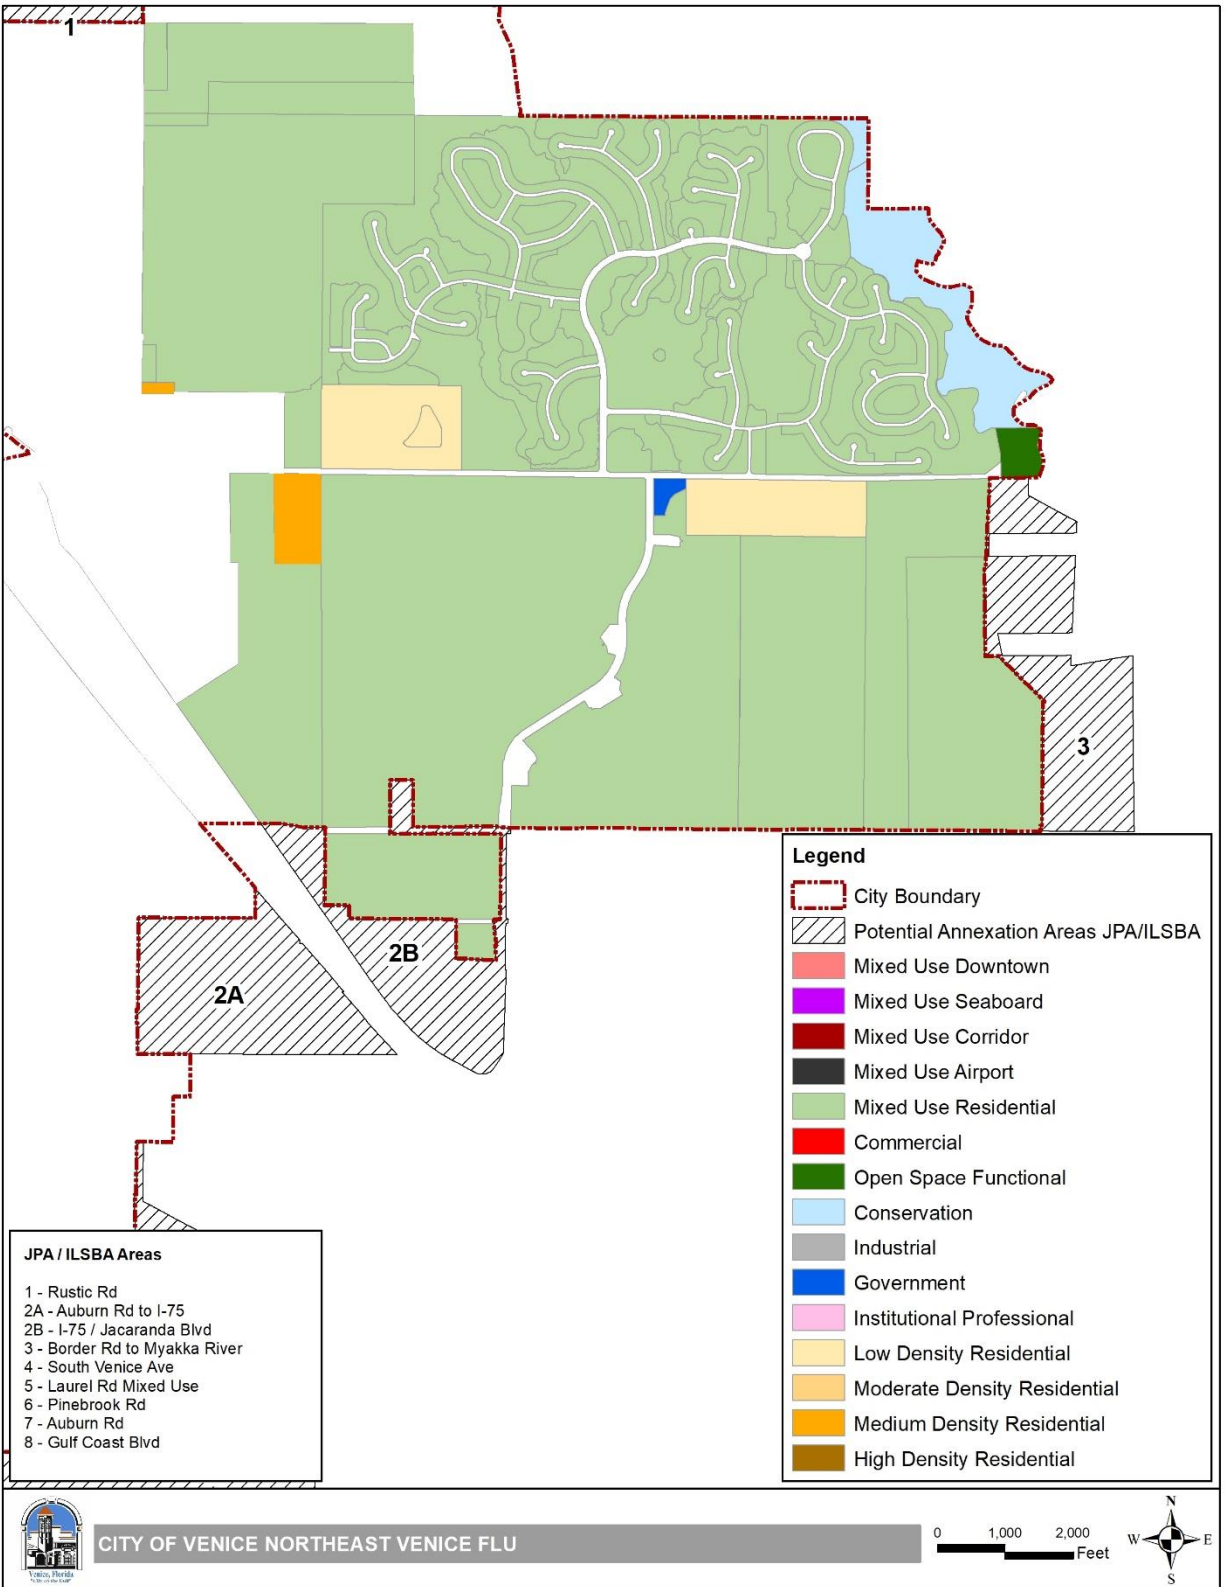 1
3
2B
2A
Legend
City Boundary
Potential Annexation Areas JPA/ILSBA
Mixed Use Downtown
Mixed Use Seaboard
Mixed Use Corridor
Mixed Use Airport
Mixed Use Residential
Commercial
Open Space Functional
Conservation
Industrial
Government
Institutional Professional
Low Density Residential
Moderate Density Residential
Medium Density Residential
High Density Residential
JPA / ILSBA Areas
1 - Rustic Rd
2A - Auburn Rd to I-75
2B - I-75 / Jacaranda Blvd
3 - Border Rd to Myakka River
4 - South Venice Ave
5 - Laurel Rd Mixed Use
6 - Pinebrook Rd
7 - Auburn Rd
8 - Gulf Coast Blvd
Venice, Florida
"City on the Gulf"
CITY OF VENICE NORTHEAST VENICE FLU
0 1,000 2,000
Feet
N
W E
S